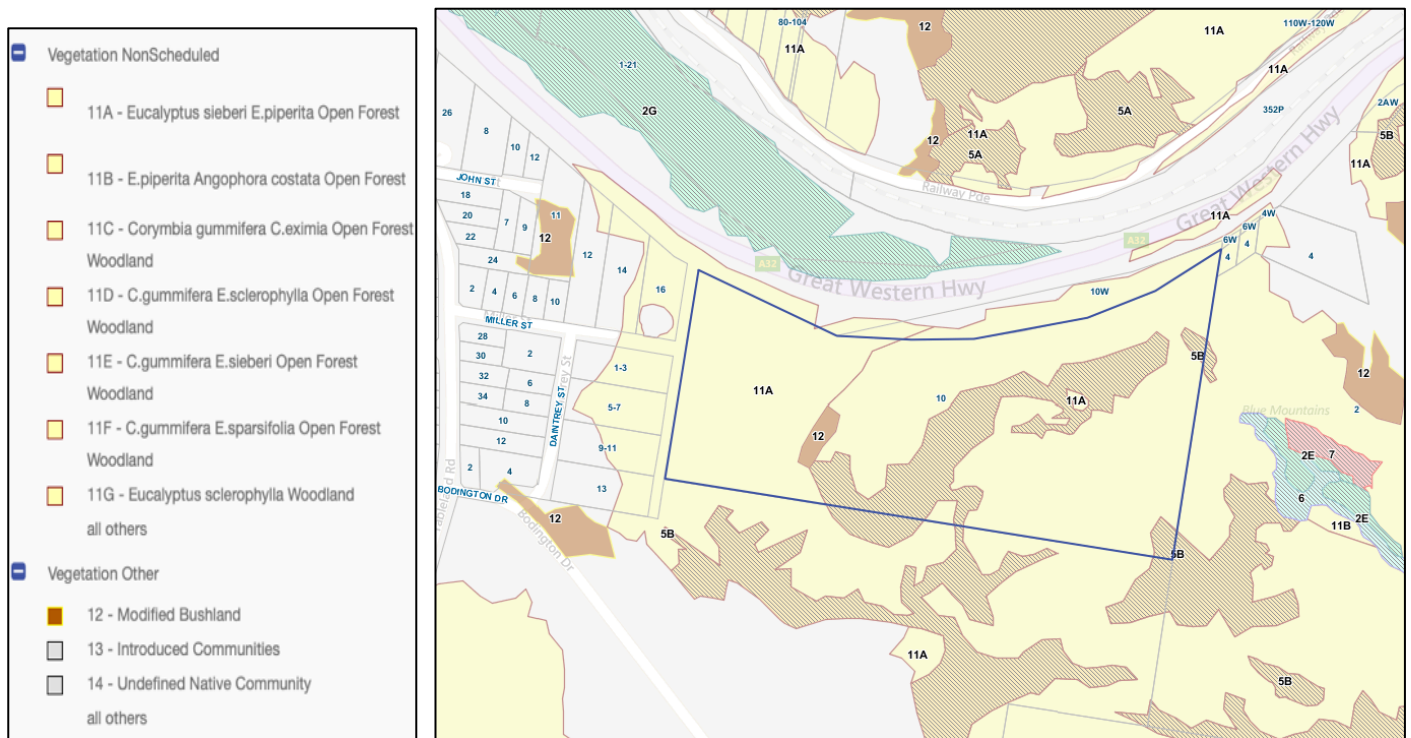 Vegetation NonScheduled
11A - Eucalyptus sieberi E.piperita Open Forest
11B - E.piperita Angophora costata Open Forest
11C - Corymbia gummifera C.eximia Open Forest
Woodland
11D - C.gummifera E.sclerophylla Open Forest
Woodland
11E - C.gummifera E.sieberi Open Forest
Woodland
11F - C.gummifera E.sparsifolia Open Forest
Woodland
11G - Eucalyptus sclerophylla Woodland
all others
Vegetation Other
12 - Modified Bushland
13 - Introduced Communities
14 - Undefined Native Community
all others
80-104
12
110W-120W
11A
11A
1-21
11A
2G
5A
352P
2AW
26
8
10
12
12
11A
5A
5B
11A
JOHN ST
Railway Pde
Great Western Hwy
18
20
22
7
9
11
12
12
14
11A
4W
6W
6W
4
4
4
A32
A32
24
16
Great Western Hwy
10W
2
4
6
8
10
MILLER ST
28
30
2
32
34
6
8
10
12
DAINTREY ST
1-3
5-7
9-11
13
11A
10
12
11A
5B
12
2
Blue Mountains
2E
7
6
2E
11B
2
4
BODINGTON DR
12
Bodington Dr
5B
5B
11A
5B